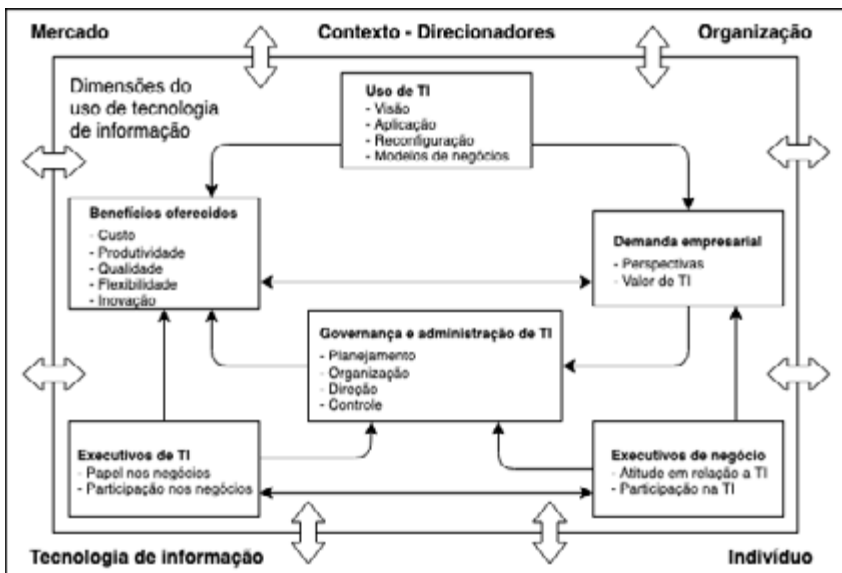 Mercado
Contexto - Direcionadores
Organização
Dimensões do
uso de tecnologia
de informação
Uso de TI
- Visão
- Aplicação
- Reconfiguração
- Modelos de negócios
Benefícios oferecidos
- Custo
- Produtividade
- Qualidade
- Flexibilidade
- Inovação
Demanda empresarial
- Perspectivas
- Valor de TI
Governança e administração de TI
- Planejamento
- Organização
- Direção
- Controle
Executivos de TI
- Papel nos negócios
- Participação nos negócios
Executivos de negócio
- Atitude em relação a TI
- Participação na TI
Tecnologia de informação
Indivíduo